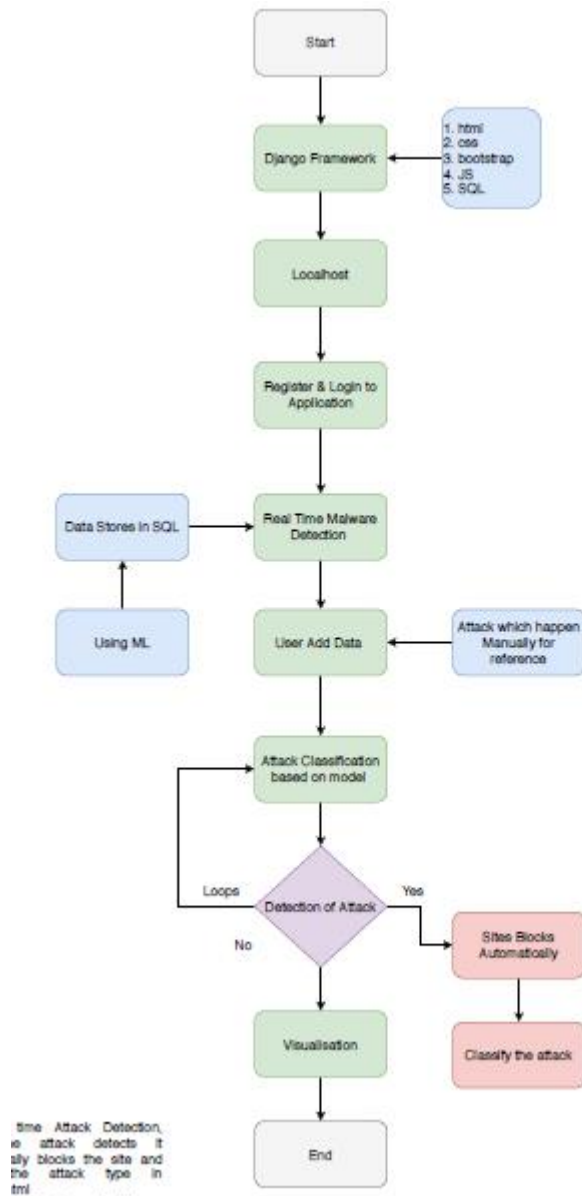 Start
Django Framework
1. html
2. css
3. bootstrap
4. JS
5. SQL
Localhost
Register & Login to
Application
Data Stores in SQL
Real Time Malware
Detection
Using ML
User Add Data
Attack which happen
Manually for
reference
Attack Classification
based on model
Loops
Detection of Attack
Yes
No
Sites Blocks
Automatically
Visualisation
Classify the attack
End
time Attack Detection,
attack detects it
blocks the site and
the attack type in